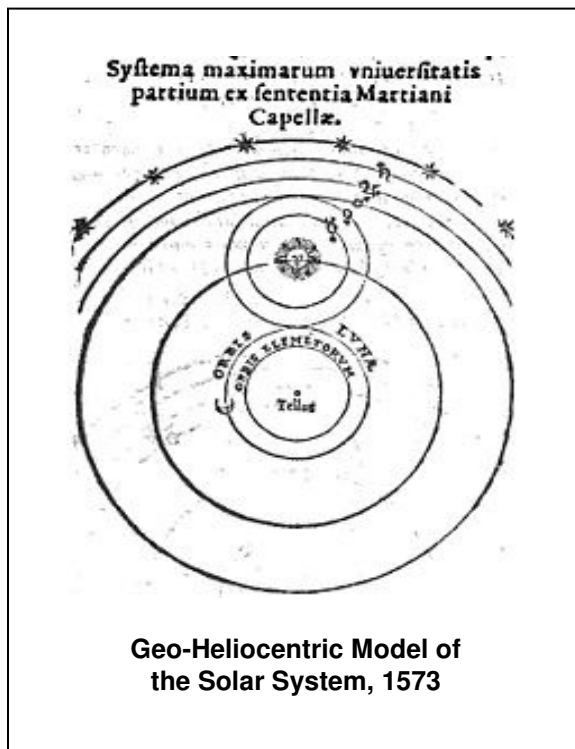 Syſtema maximarum vniuerſitatis
partium ex ſententia Martiani
Capellæ.
♄
♃
♂
♀
☿
ORBIS LVNÆ
ORBIS ELEMĒTORVM
Tellus
Geo-Heliocentric Model of
the Solar System, 1573